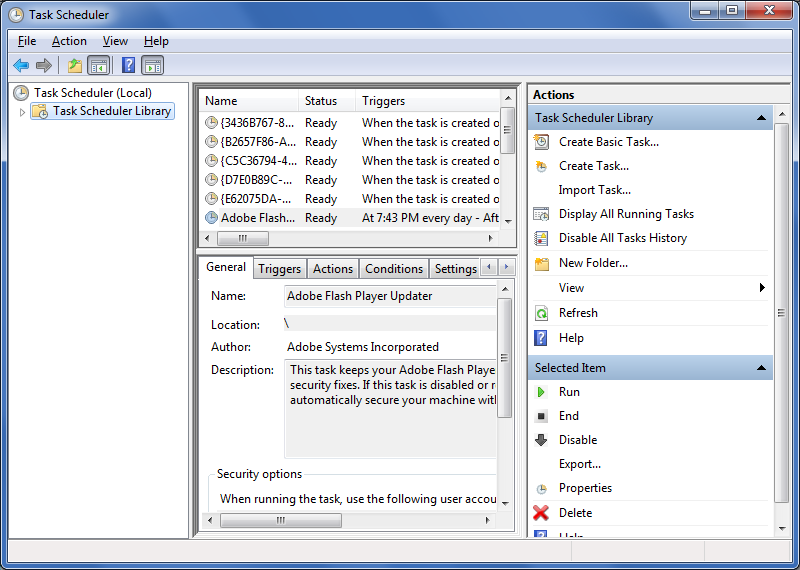 Task Scheduler
File Action View Help
Task Scheduler (Local)
Task Scheduler Library
Name Status Triggers
{3436B767-8... Ready When the task is created o
{B2657F86-A... Ready When the task is created o
{C5C36794-4... Ready When the task is created o
{D7E0B89C-... Ready When the task is created o
{E62075DA-... Ready When the task is created o
Adobe Flash... Ready At 7:43 PM every day - Aft
General Triggers Actions Conditions Settings
Name: Adobe Flash Player Updater
Location: \
Author: Adobe Systems Incorporated
Description: This task keeps your Adobe Flash Playe
security fixes. If this task is disabled or r
automatically secure your machine with
Security options
When running the task, use the following user accou
Actions
Task Scheduler Library
Create Basic Task...
Create Task...
Import Task...
Display All Running Tasks
Disable All Tasks History
New Folder...
View
Refresh
Help
Selected Item
Run
End
Disable
Export...
Properties
Delete
Help